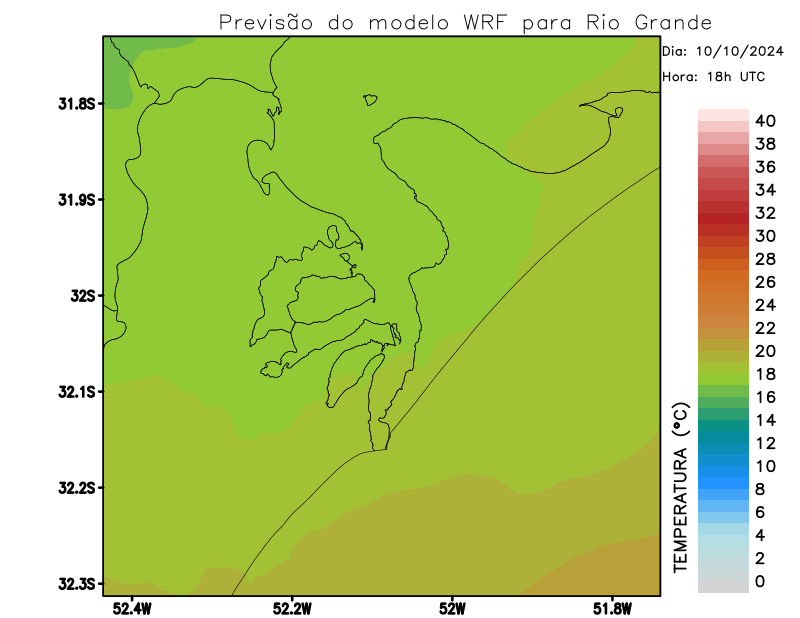 Previsão do modelo WRF para Rio Grande
Dia: 10/10/2024
Hora: 18h UTC
31.8S
31.9S
32S
32.1S
32.2S
32.3S
52.4W
52.2W
52W
51.8W
TEMPERATURA (ºC)
40
38
36
34
32
30
28
26
24
22
20
18
16
14
12
10
8
6
4
2
0